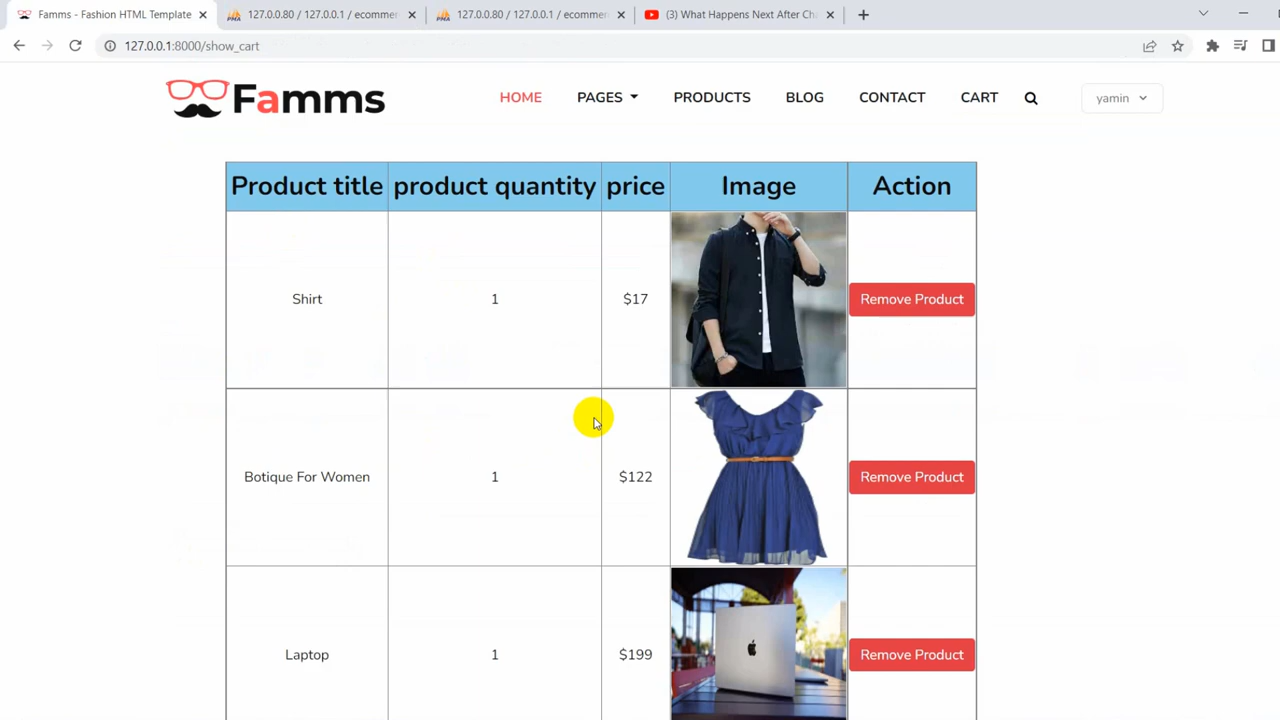 Famms - Fashion HTML Template
127.0.0.80 / 127.0.0.1 / ecommer
127.0.0.80 / 127.0.0.1 / ecommer
(3) What Happens Next After Ch
127.0.0.1:8000/show_cart
Famms
HOME PAGES PRODUCTS BLOG CONTACT CART yamin
Product title product quantity price Image Action
Shirt 1 $17 Remove Product
Botique For Women 1 $122 Remove Product
Laptop 1 $199 Remove Product